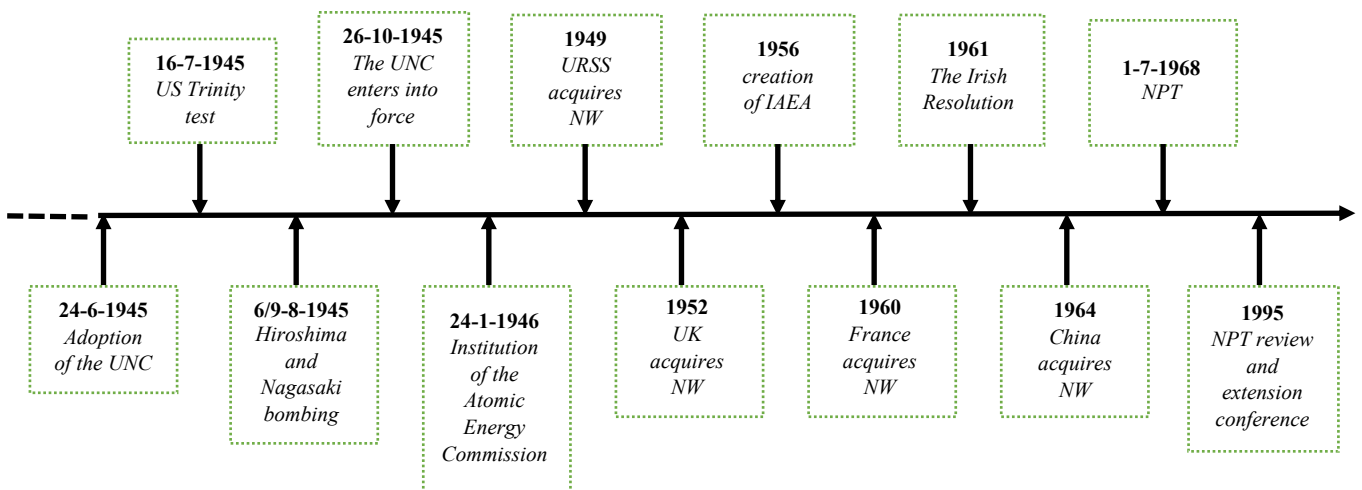 16-7-1945
US Trinity
test
26-10-1945
The UNC
enters into
force
1949
URSS
acquires
NW
1956
creation
of IAEA
1961
The Irish
Resolution
1-7-1968
NPT
24-6-1945
Adoption
of the UNC
6/9-8-1945
Hiroshima
and
Nagasaki
bombing
24-1-1946
Institution
of the
Atomic
Energy
Commission
1952
UK
acquires
NW
1960
France
acquires
NW
1964
China
acquires
NW
1995
NPT review
and
extension
conference